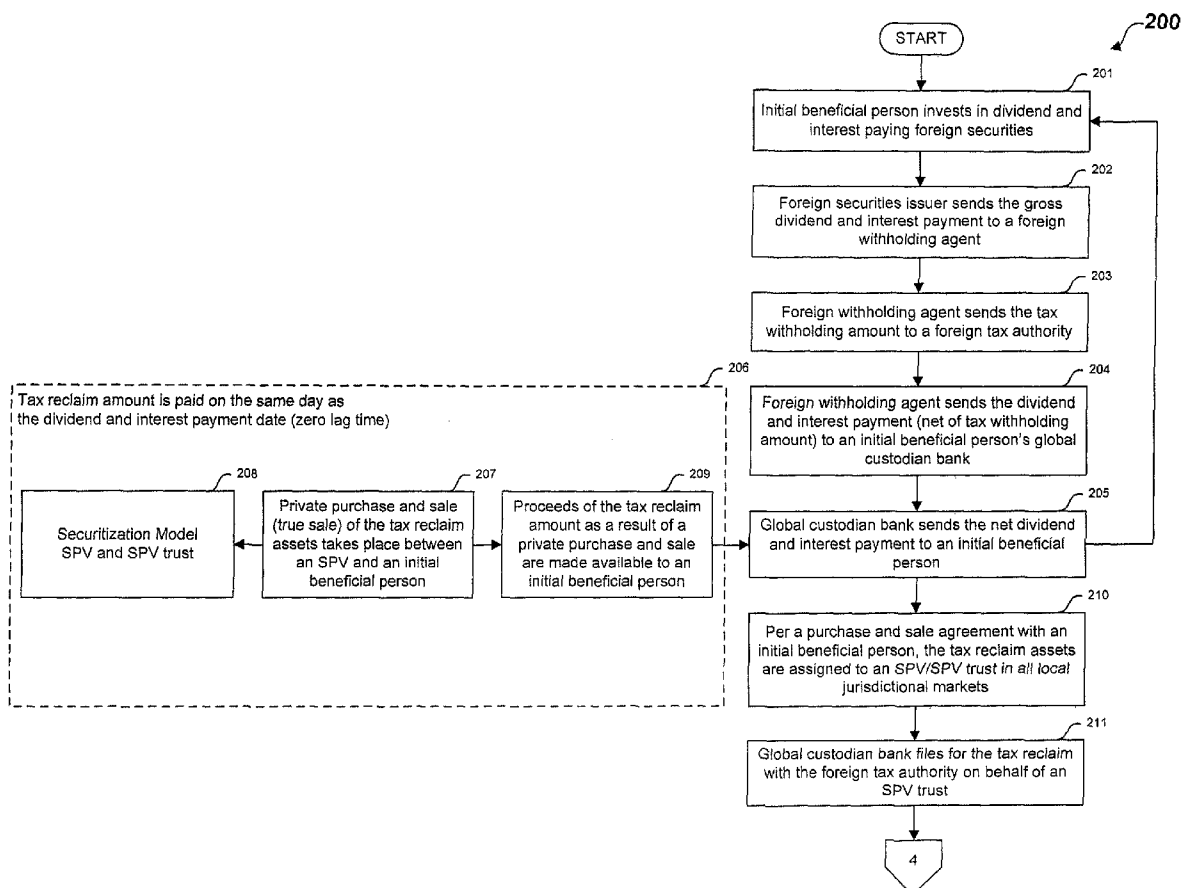 200
START
201
Initial beneficial person invests in dividend and
interest paying foreign securities
202
Foreign securities issuer sends the gross
dividend and interest payment to a foreign
withholding agent
203
Foreign withholding agent sends the tax
withholding amount to a foreign tax authority
204
Foreign withholding agent sends the dividend
and interest payment (net of tax withholding
amount) to an initial beneficial person's global
custodian bank
206
Tax reclaim amount is paid on the same day as
the dividend and interest payment date (zero lag time)
208
Securitization Model
SPV and SPV trust
207
Private purchase and sale
(true sale) of the tax reclaim
assets takes place between
an SPV and an initial
beneficial person
209
Proceeds of the tax reclaim
amount as a result of a
private purchase and sale
are made available to an
initial beneficial person
205
Global custodian bank sends the net dividend
and interest payment to an initial beneficial
person
210
Per a purchase and sale agreement with an
initial beneficial person, the tax reclaim assets
are assigned to an SPV/SPV trust in all local
jurisdictional markets
211
Global custodian bank files for the tax reclaim
with the foreign tax authority on behalf of an
SPV trust
4